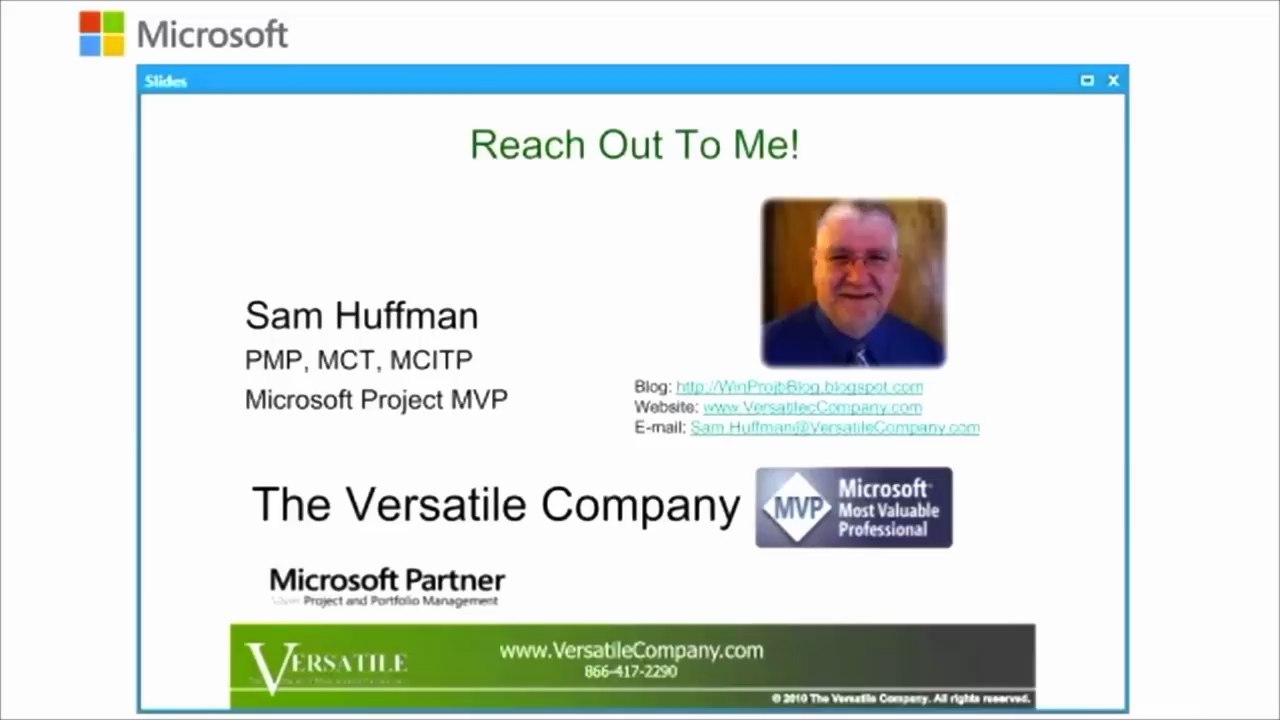 Microsoft
Slides
Reach Out To Me!
Sam Huffman
PMP, MCT, MCITP
Microsoft Project MVP
Blog: http://WinProjbBlog.blogspot.com
Website: www.VersatilecCompany.com
E-mail: Sam.Huffman@VersatileCompany.com
The Versatile Company
MVP
Microsoft
Most Valuable
Professional
Microsoft Partner
Project and Portfolio Management
VERSATILE
www.VersatileCompany.com
866-417-2290
© 2010 The Versatile Company. All rights reserved.